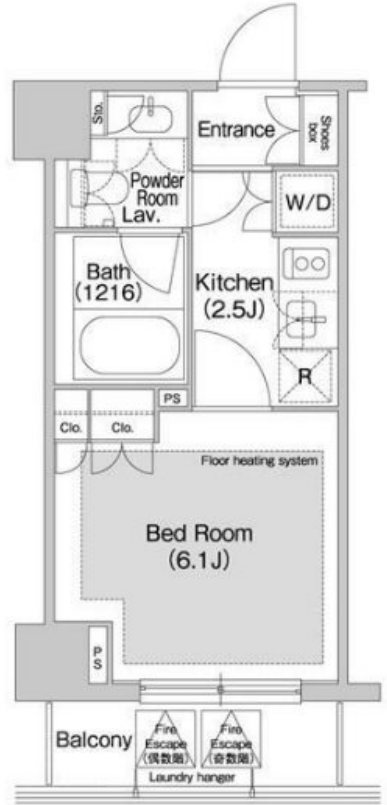 Sto.
Entrance
Shoes
box
Powder
Room
Lav.
W/D
Bath
(1216)
Kitchen
(2.5J)
R
PS
Clo.
Clo.
Floor heating system
Bed Room
(6.1J)
P
S
Balcony
Fire
Escape
(偶数階)
Fire
Escape
(奇数階)
Laundry hanger